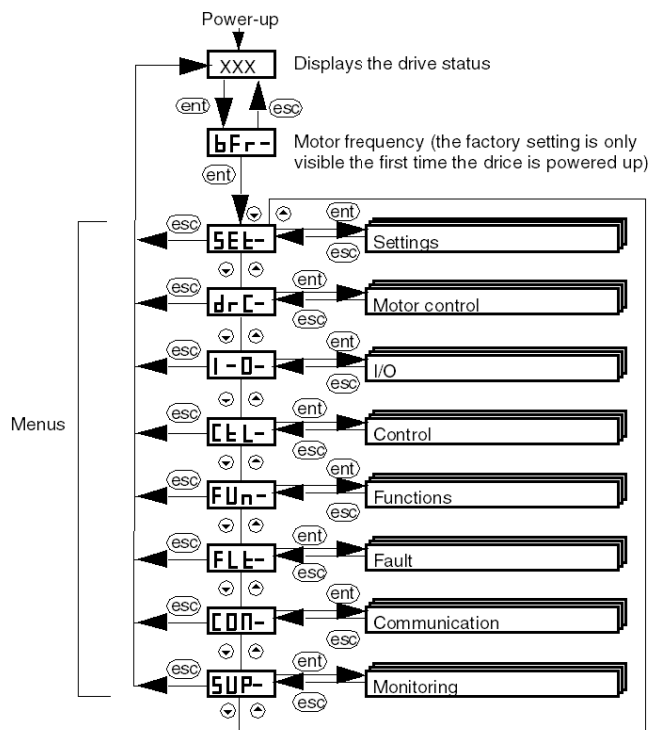 Power-up
XXX Displays the drive status
ent esc
bFr- Motor frequency (the factory setting is only
visible the first time the drice is powered up)
ent
esc SEt- ent esc Settings
esc drC- ent esc Motor control
esc I-O- ent esc I/O
Menus
esc CtL- ent esc Control
esc FUn- ent esc Functions
esc FLt- ent esc Fault
esc COn- ent esc Communication
esc SUP- ent esc Monitoring